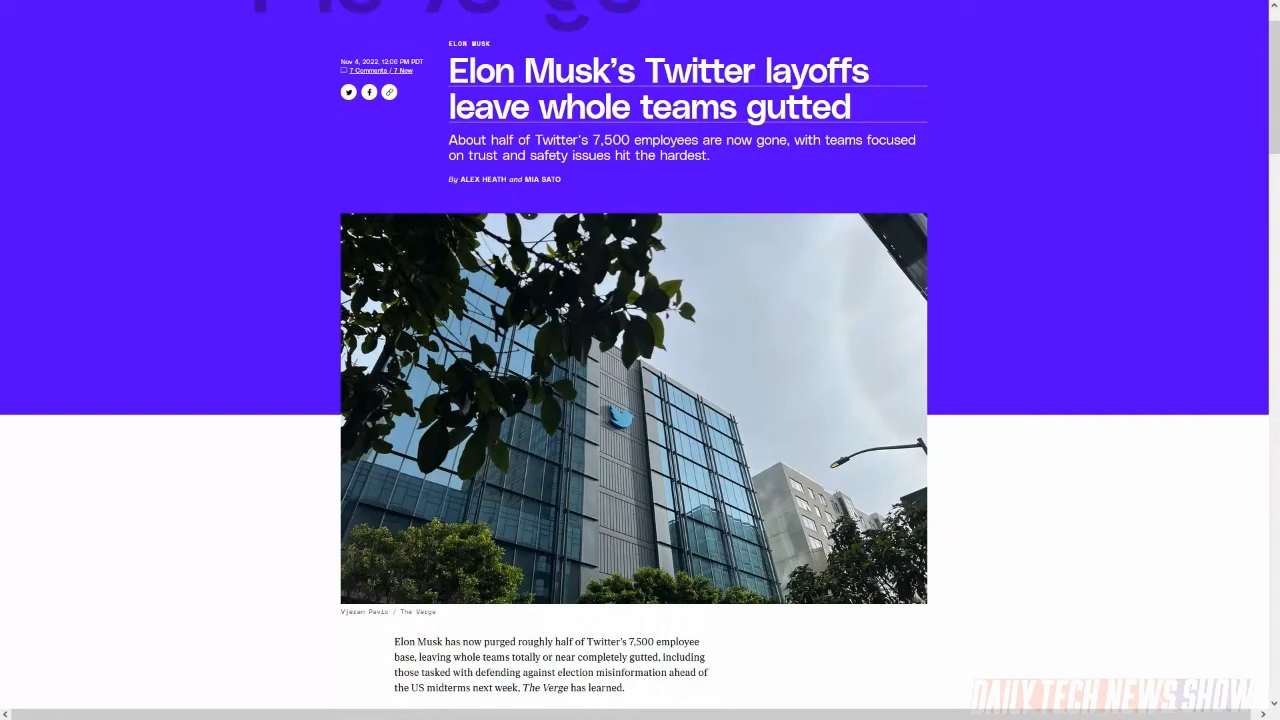 ELON MUSK
Nov 4, 2022, 12:06 PM PDT
7 Comments / 7 New
Elon Musk’s Twitter layoffs
leave whole teams gutted
About half of Twitter’s 7,500 employees are now gone, with teams focused
on trust and safety issues hit the hardest.
By ALEX HEATH and MIA SATO
Vjeran Pavic / The Verge
Elon Musk has now purged roughly half of Twitter’s 7,500 employee
base, leaving whole teams totally or near completely gutted, including
those tasked with defending against election misinformation ahead of
the US midterms next week, The Verge has learned.
DAILY TECH NEWS SHOW